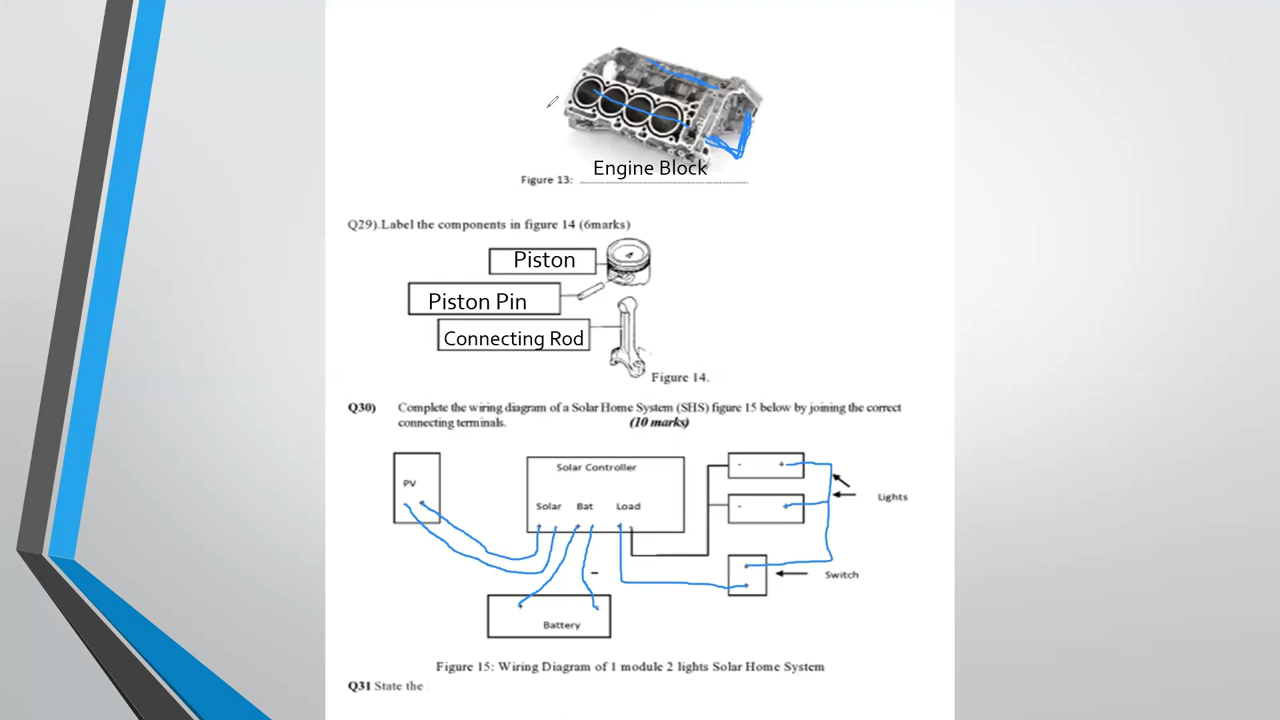 Engine Block
Figure 13:
Q29).Label the components in figure 14 (6marks)
Piston
Piston Pin
Connecting Rod
Figure 14.
Q30) Complete the wiring diagram of a Solar Home System (SHS) figure 15 below by joining the correct
connecting terminals. (10 marks)
PV
Solar Controller
Solar Bat Load
- +
- +
Lights
Switch
Battery
Figure 15: Wiring Diagram of 1 module 2 lights Solar Home System
Q31 State the